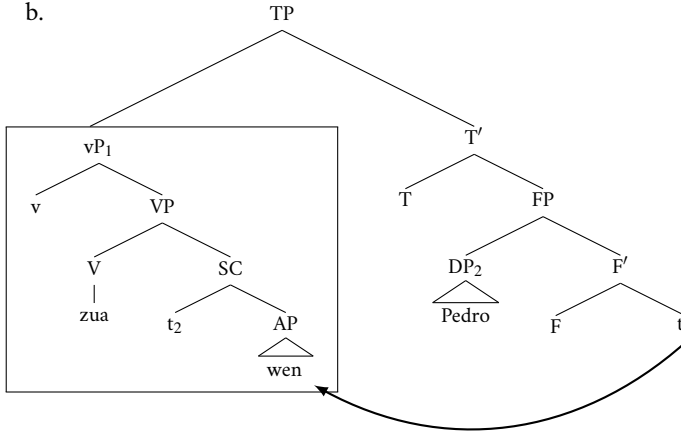 b.
TP
vP₁ T′
v VP T FP
V SC DP₂ F′
zua t₂ AP Pedro F t
wen